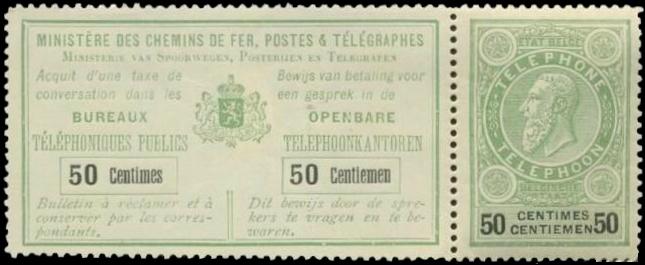 MINISTÈRE DES CHEMINS DE FER, POSTES & TÉLÉGRAPHES
MINISTERIE VAN SPOORWEGEN, POSTERIJEN EN TELEGRAFEN
Acquit d'une taxe de
conversation dans les
BUREAUX
TÉLÉPHONIQUES PUBLICS
50 Centimes
Bulletin à réclamer et à
conserver par les corres-
pondants.
Bewijs van betaling voor
een gesprek in de
OPENBARE
TELEPHOONKANTOREN
50 Centiemen
Dit bewijs door de spre-
kers te vragen en te be-
waren.
ETAT BELGE
TELEPHONE
TELEPHOON
BELGISCHE
STAAT
50 CENTIMES 50
CENTIEMEN